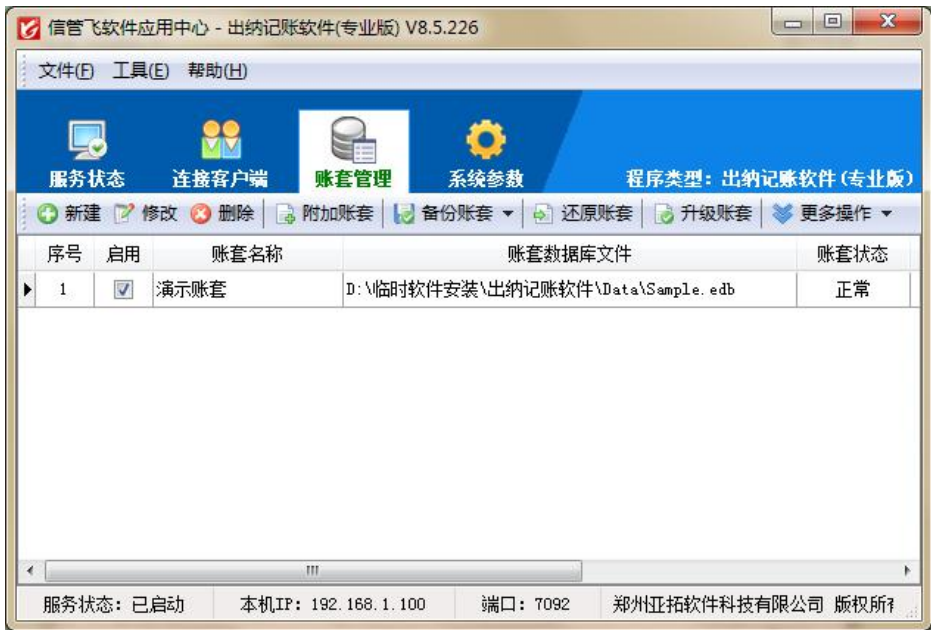 信管飞软件应用中心 - 出纳记账软件(专业版) V8.5.226
文件(F) 工具(E) 帮助(H)
服务状态 连接客户端 账套管理 系统参数 程序类型：出纳记账软件(专业版)
新建 修改 删除 附加账套 备份账套 还原账套 升级账套 更多操作
序号 启用 账套名称 账套数据库文件 账套状态
1 演示账套 D:\临时软件安装\出纳记账软件\Data\Sample.edb 正常
服务状态：已启动 本机IP: 192.168.1.100 端口：7092 郑州亚拓软件科技有限公司 版权所